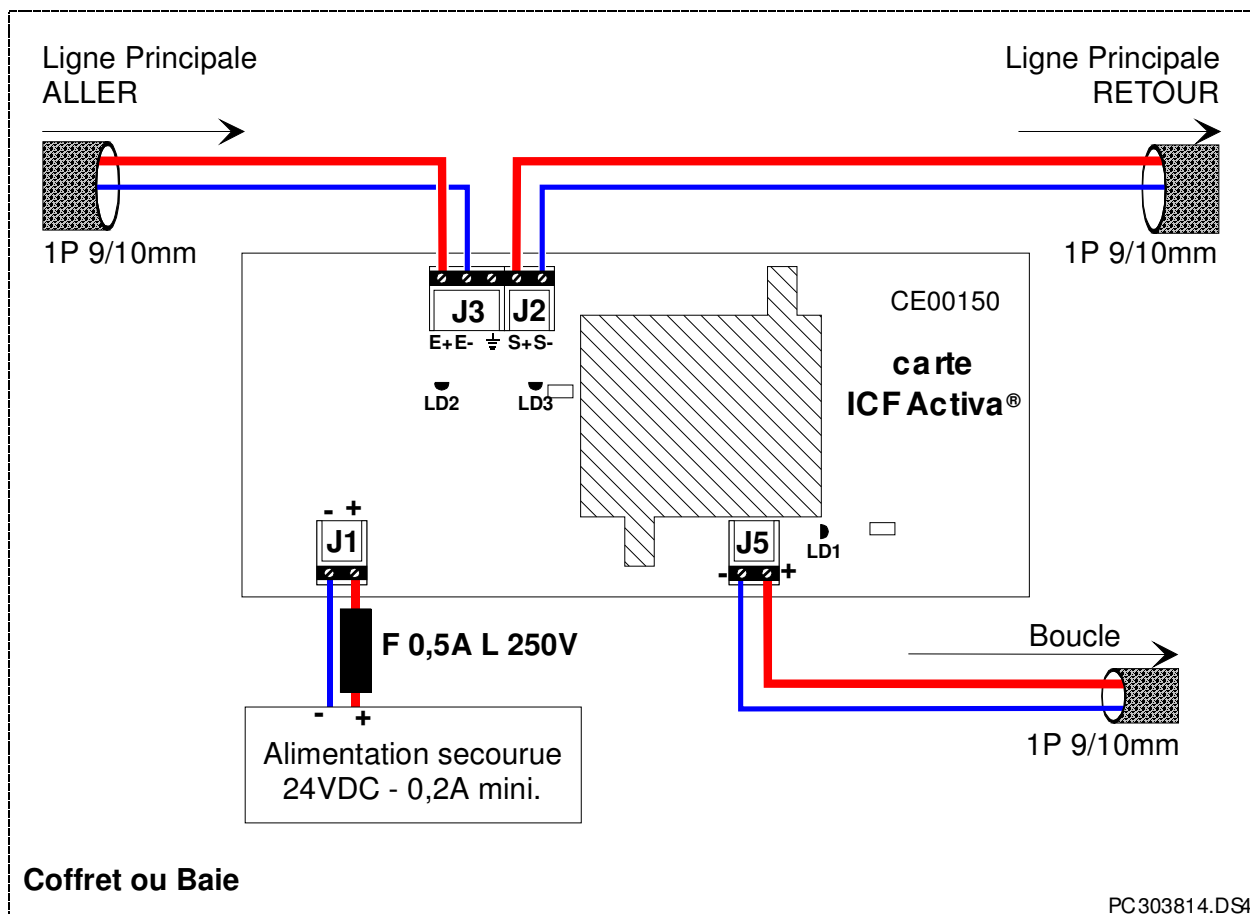 Ligne Principale
ALLER
Ligne Principale
RETOUR
1P 9/10mm
1P 9/10mm
J3
J2
CE00150
E+ E- S+ S-
carte
ICF Activa®
LD2
LD3
- +
J1
J5
LD1
- +
F 0,5A L 250V
Boucle
- +
Alimentation secourue
24VDC - 0,2A mini.
1P 9/10mm
Coffret ou Baie
PC303814.DS4